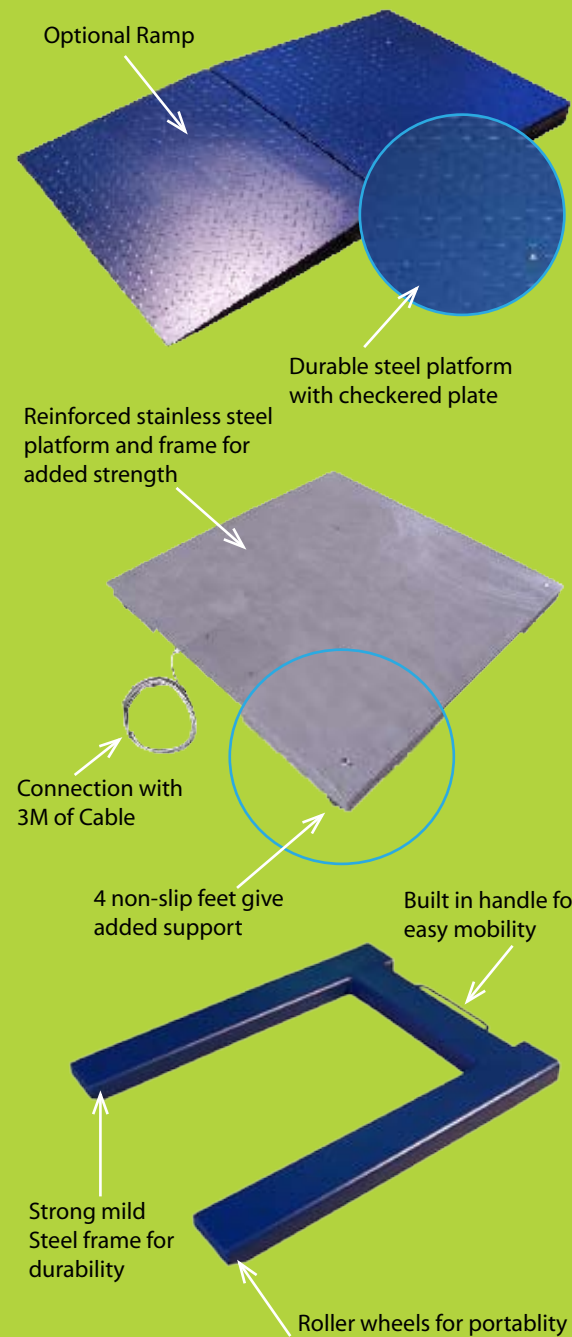 Optional Ramp
Durable steel platform
with checkered plate
Reinforced stainless steel
platform and frame for
added strength
Connection with
3M of Cable
4 non-slip feet give
added support
Built in handle fo
easy mobility
Strong mild
Steel frame for
durability
Roller wheels for portablity